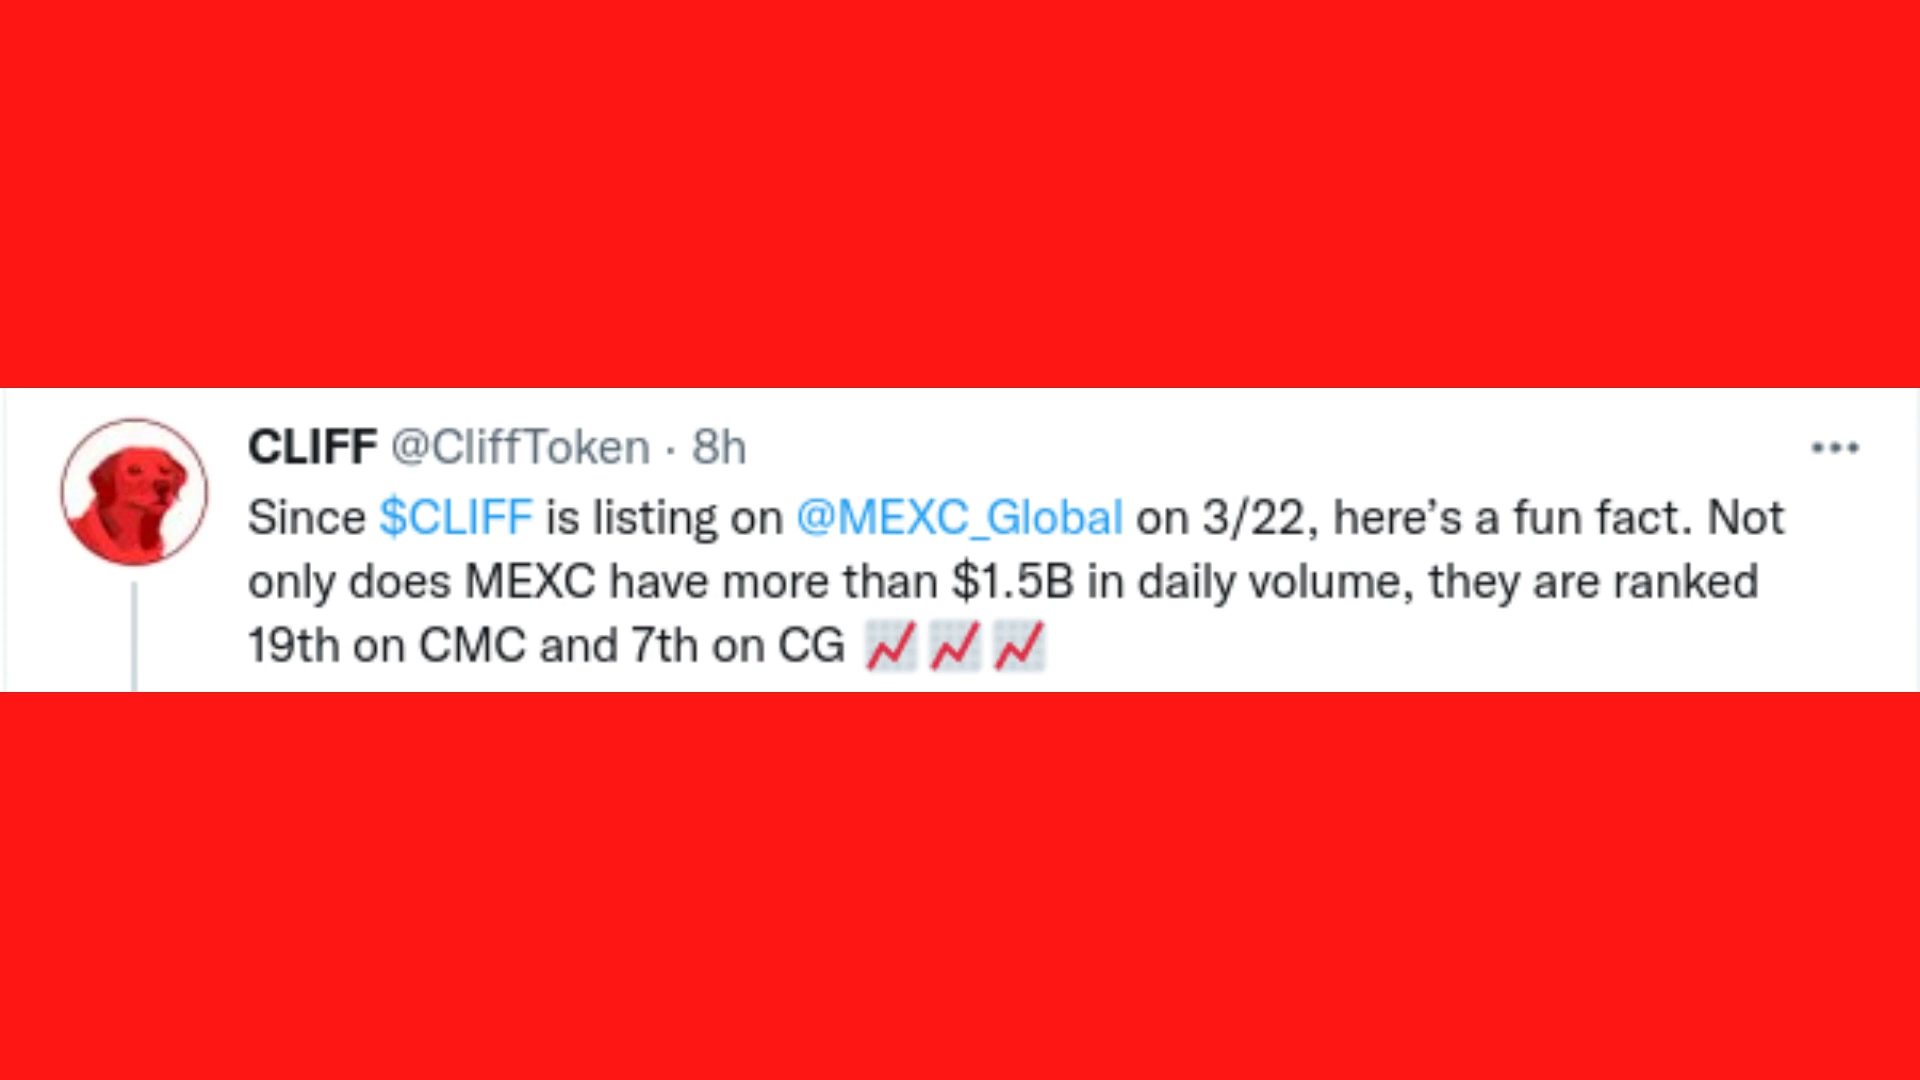 CLIFF @CliffToken · 8h
Since $CLIFF is listing on @MEXC_Global on 3/22, here’s a fun fact. Not
only does MEXC have more than $1.5B in daily volume, they are ranked
19th on CMC and 7th on CG 📈📈📈